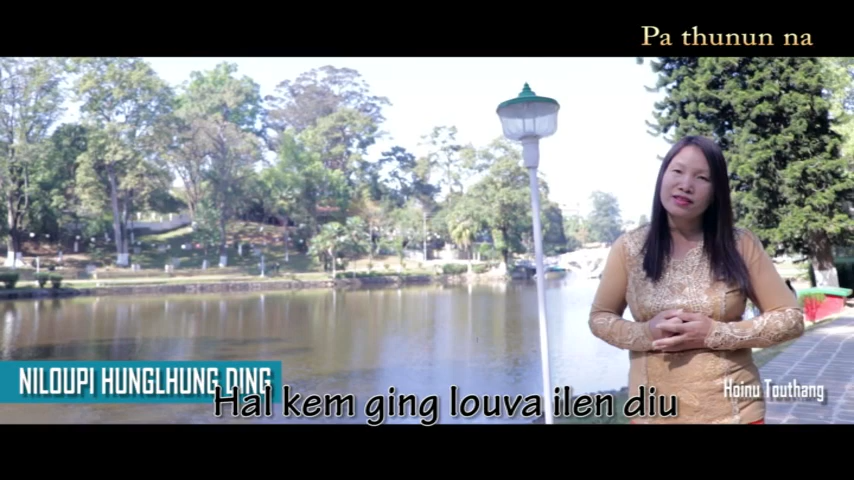 Pa thunun na
NILOUPI HUNGLHUNG DING
Hal kem ging louva ilen diu
Hoinu Touthang